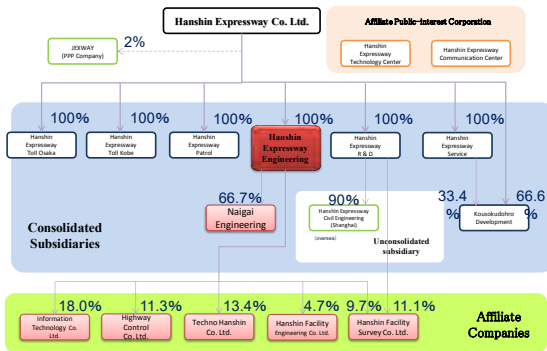 Hanshin Expressway Co. Ltd.
Affiliate Public-interest Corporation
JEXWAY
(PPP Company)
2%
Hanshin
Expressway
Technology Center
Hanshin Expressway
Communication Center
100%
100%
100%
100%
100%
100%
Hanshin
Expressway
Toll Osaka
Hanshin
Expressway
Toll Kobe
Hanshin
Expressway
Patrol
Hanshin
Expressway
Engineering
Hanshin
Expressway
R & D
Hanshin
Expressway
Service
66.7%
90%
33.4
%
66.6
%
Naigai
Engineering
Hanshin Expressway
Civil Engineering
(Shanghai)
(oversea)
Kousokudohro
Development
Consolidated
Subsidiaries
Unconsolidated
subsidiary
18.0%
11.3%
13.4%
4.7%
9.7%
11.1%
Information
Technology Co.
Ltd.
Highway
Control
Co. Ltd.
Techno Hanshin
Co. Ltd.
Hanshin Facility
Engineering Co. Ltd.
Hanshin Facility
Survey Co. Ltd.
Affiliate
Companies